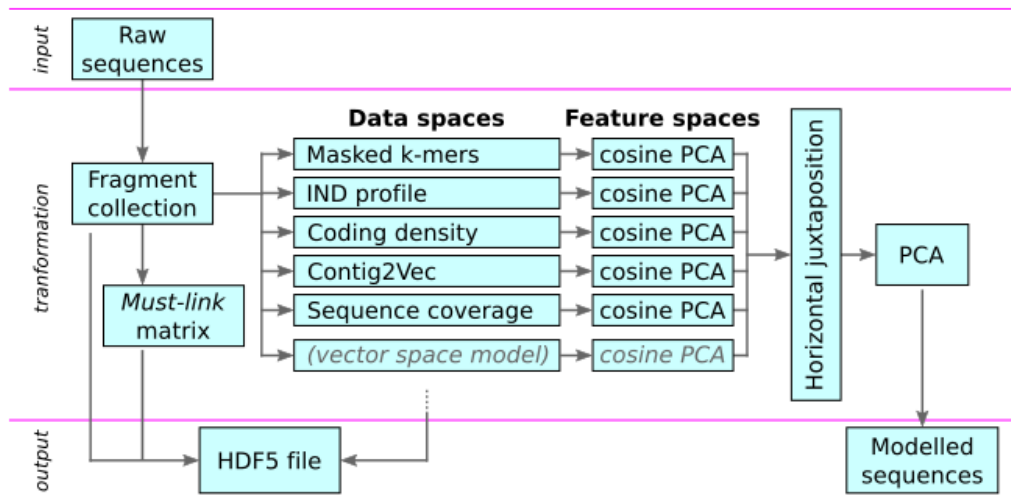 input
Raw
sequences
tranformation
Data spaces
Feature spaces
Fragment
collection
Must-link
matrix
Masked k-mers
cosine PCA
IND profile
cosine PCA
Coding density
cosine PCA
Contig2Vec
cosine PCA
Sequence coverage
cosine PCA
(vector space model)
cosine PCA
Horizontal juxtaposition
PCA
output
HDF5 file
Modelled
sequences